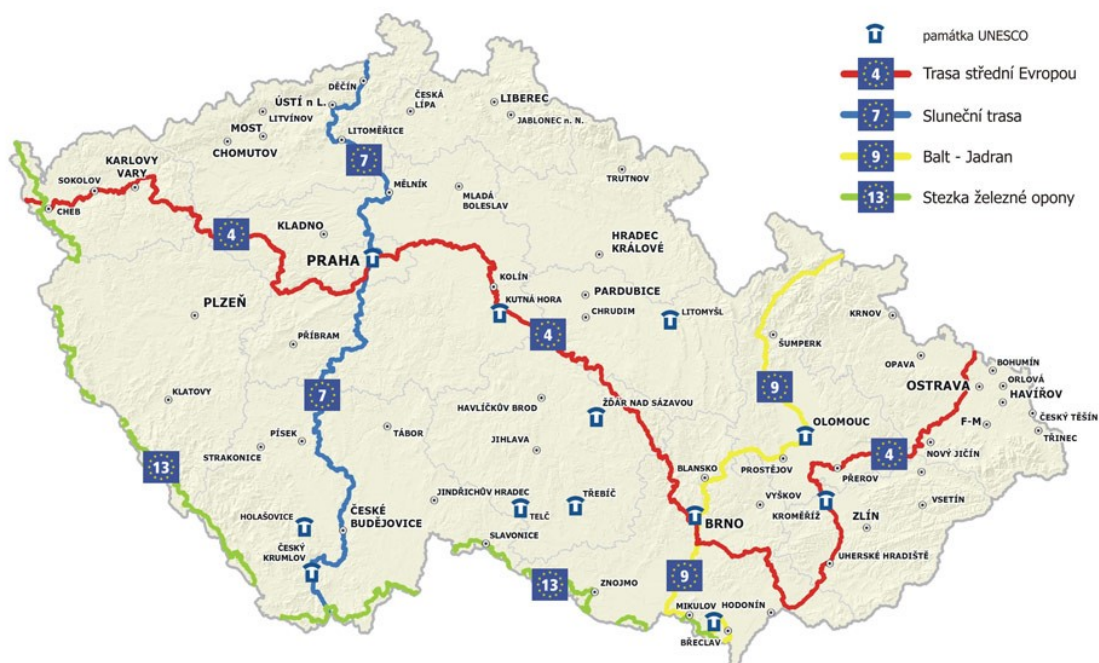 památka UNESCO
4 Trasa střední Evropou
7 Sluneční trasa
9 Balt - Jadran
13 Stezka železné opony
DĚČÍN
ÚSTÍ n L.
LITVÍNOV
MOST
CHOMUTOV
ČESKÁ
LÍPA
LIBEREC
JABLONEC n. N.
LITOMĚŘICE
7
KARLOVY
VARY
SOKOLOV
CHEB
MĚLNÍK
MLADÁ
BOLESLAV
TRUTNOV
4
KLADNO
PRAHA
HRADEC
KRÁLOVÉ
KOLÍN
KUTNÁ HORA
PARDUBICE
CHRUDIM
LITOMYŠL
PLZEŇ
PŘÍBRAM
4
KRNOV
ŠUMPERK
OPAVA
BOHUMÍN
OSTRAVA
ORLOVÁ
HAVÍŘOV
ČESKÝ TĚŠÍN
F-M
TŘINEC
9
7
KLATOVY
HAVLÍČKŮV BROD
ŽĎÁR NAD SÁZAVOU
OLOMOUC
4
NOVÝ JIČÍN
PÍSEK
TÁBOR
STRAKONICE
JIHLAVA
BLANSKO
PROSTĚJOV
PŘEROV
13
JINDŘICHŮV HRADEC
TELČ
TŘEBÍČ
VYŠKOV
KROMĚŘÍŽ
VSETÍN
ZLÍN
BRNO
HOLAŠOVICE
ČESKÉ
BUDĚJOVICE
SLAVONICE
ČESKÝ
KRUMLOV
UHERSKÉ HRADIŠTĚ
13
ZNOJMO
9
MIKULOV
HODONÍN
BŘECLAV